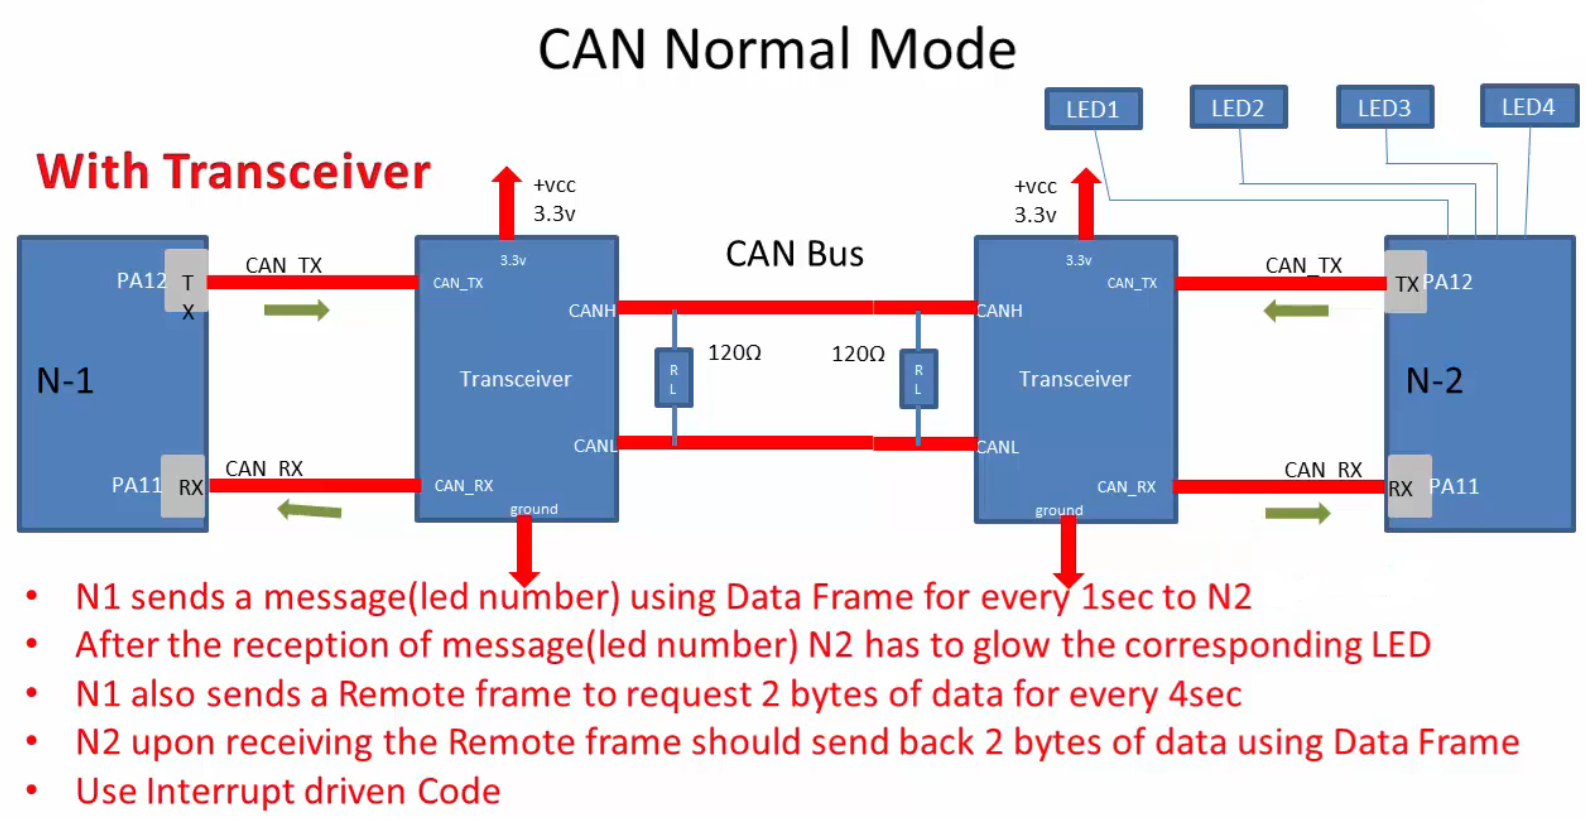 CAN Normal Mode
LED1
LED2
LED3
LED4
With Transceiver
+vcc
3.3v
+vcc
3.3v
CAN Bus
PA12
T
X
CAN_TX
3.3v
CAN_TX
CANH
CANH
3.3v
CAN_TX
CAN_TX
TX
PA12
120Ω
120Ω
N-1
Transceiver
R
L
R
L
Transceiver
N-2
CANL
CANL
PA11
RX
CAN_RX
CAN_RX
ground
CAN_RX
ground
CAN_RX
RX
PA11
• N1 sends a message(led number) using Data Frame for every 1sec to N2
• After the reception of message(led number) N2 has to glow the corresponding LED
• N1 also sends a Remote frame to request 2 bytes of data for every 4sec
• N2 upon receiving the Remote frame should send back 2 bytes of data using Data Frame
• Use Interrupt driven Code